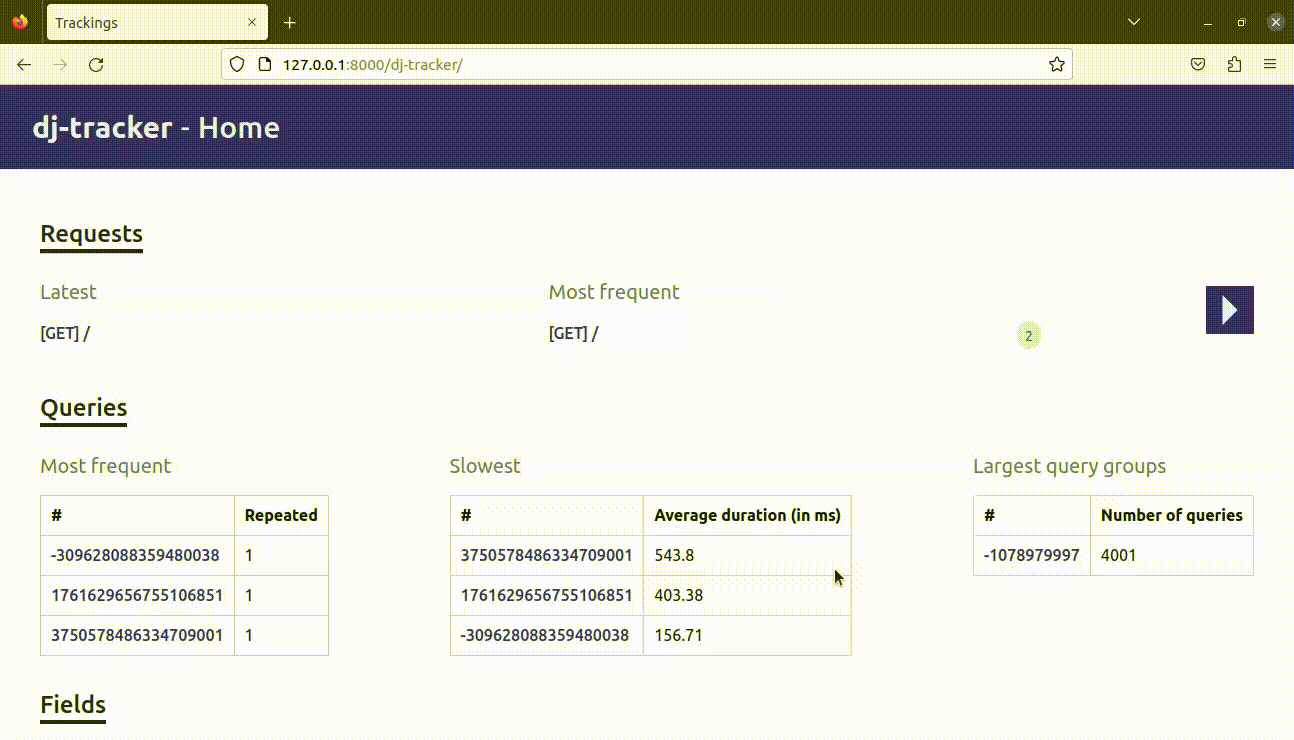 Trackings
127.0.0.1:8000/dj-tracker/
dj-tracker - Home
Requests
Latest
[GET] /
Most frequent
[GET] /
2
Queries
Most frequent
# Repeated
-309628088359480038 1
1761629656755106851 1
3750578486334709001 1
Slowest
# Average duration (in ms)
3750578486334709001 543.8
1761629656755106851 403.38
-309628088359480038 156.71
Largest query groups
# Number of queries
-1078979997 4001
Fields